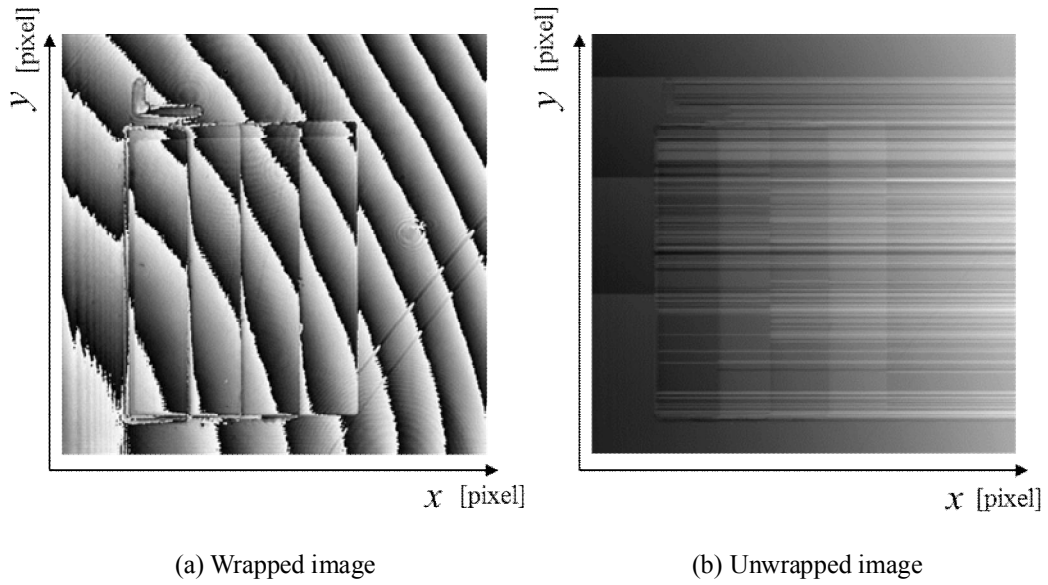 y [pixel]
x [pixel]
(a) Wrapped image
y [pixel]
x [pixel]
(b) Unwrapped image